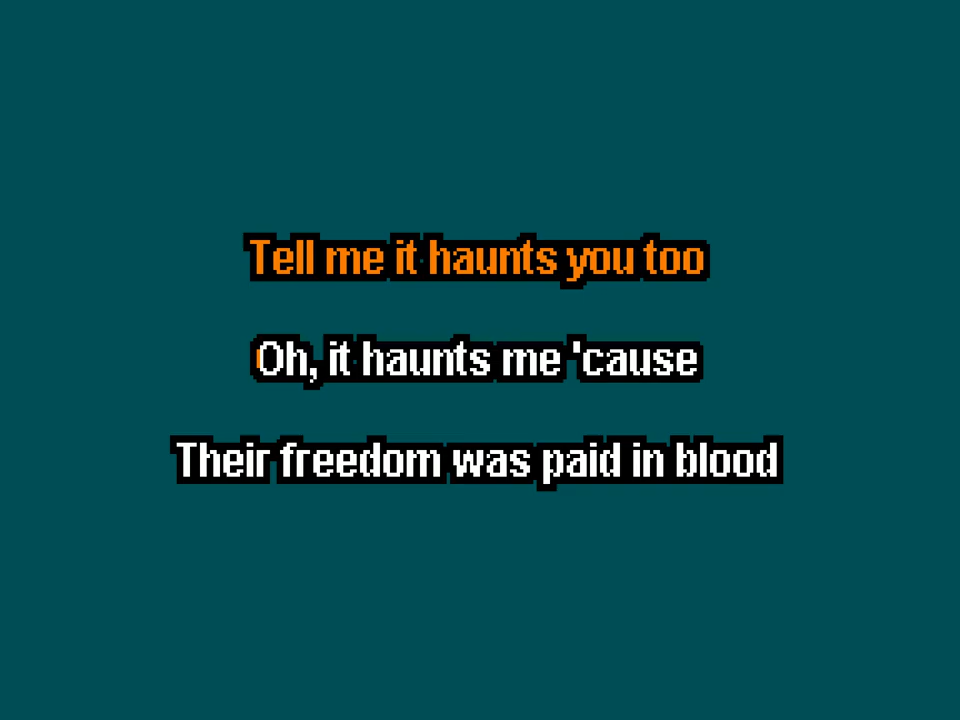 Tell me it haunts you too
Oh, it haunts me 'cause
Their freedom was paid in blood